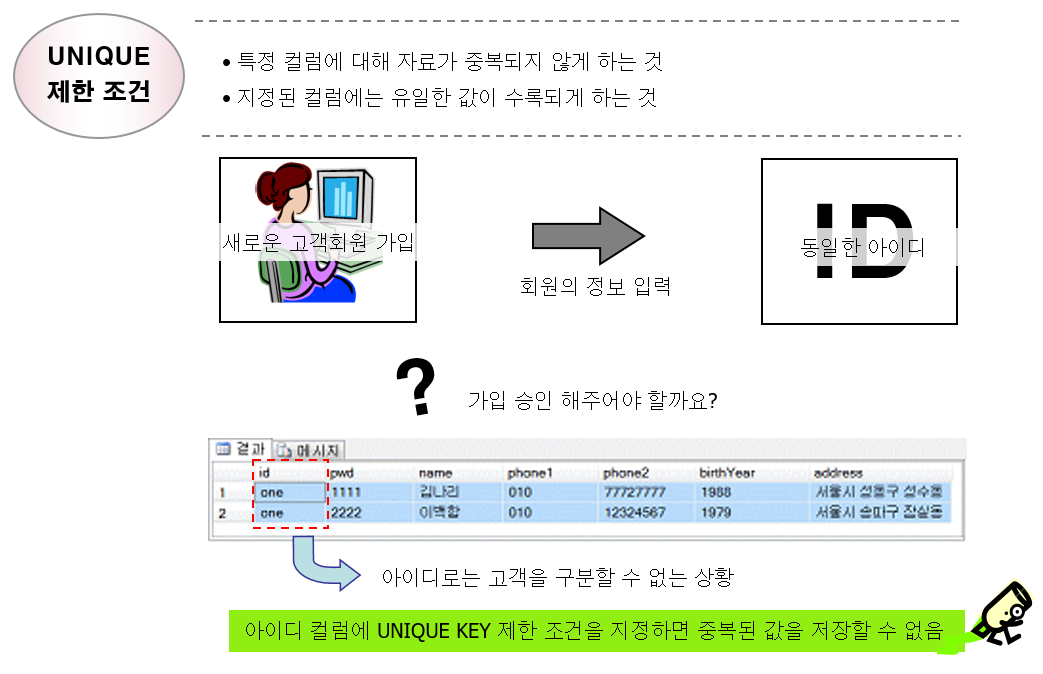 UNIQUE
제한 조건
• 특정 컬럼에 대해 자료가 중복되지 않게 하는 것
• 지정된 컬럼에는 유일한 값이 수록되게 하는 것
새로운 고객회원 가입
회원의 정보 입력
ID
동일한 아이디
?
가입 승인 해주어야 할까요?
결과 메시지
id pwd name phone1 phone2 birthYear address
1 one 1111 김나리 010 77727777 1988 서울시 성동구 성수동
2 one 2222 이백합 010 12324567 1979 서울시 송파구 잠실동
아이디로는 고객을 구분할 수 없는 상황
아이디 컬럼에 UNIQUE KEY 제한 조건을 지정하면 중복된 값을 저장할 수 없음